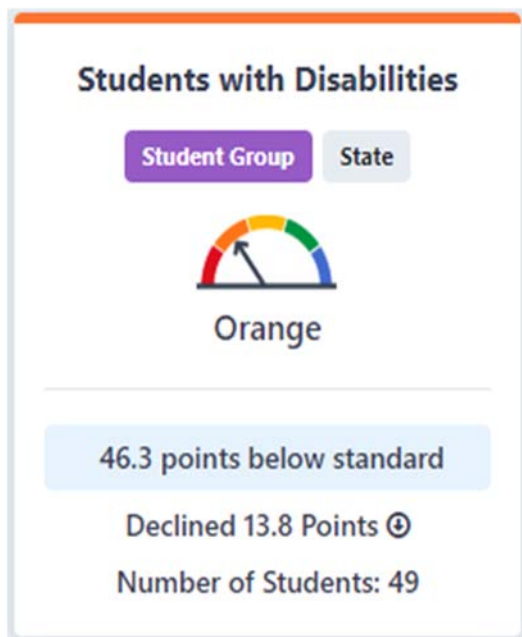 Students with Disabilities
Student Group State
Orange
46.3 points below standard
Declined 13.8 Points
Number of Students: 49